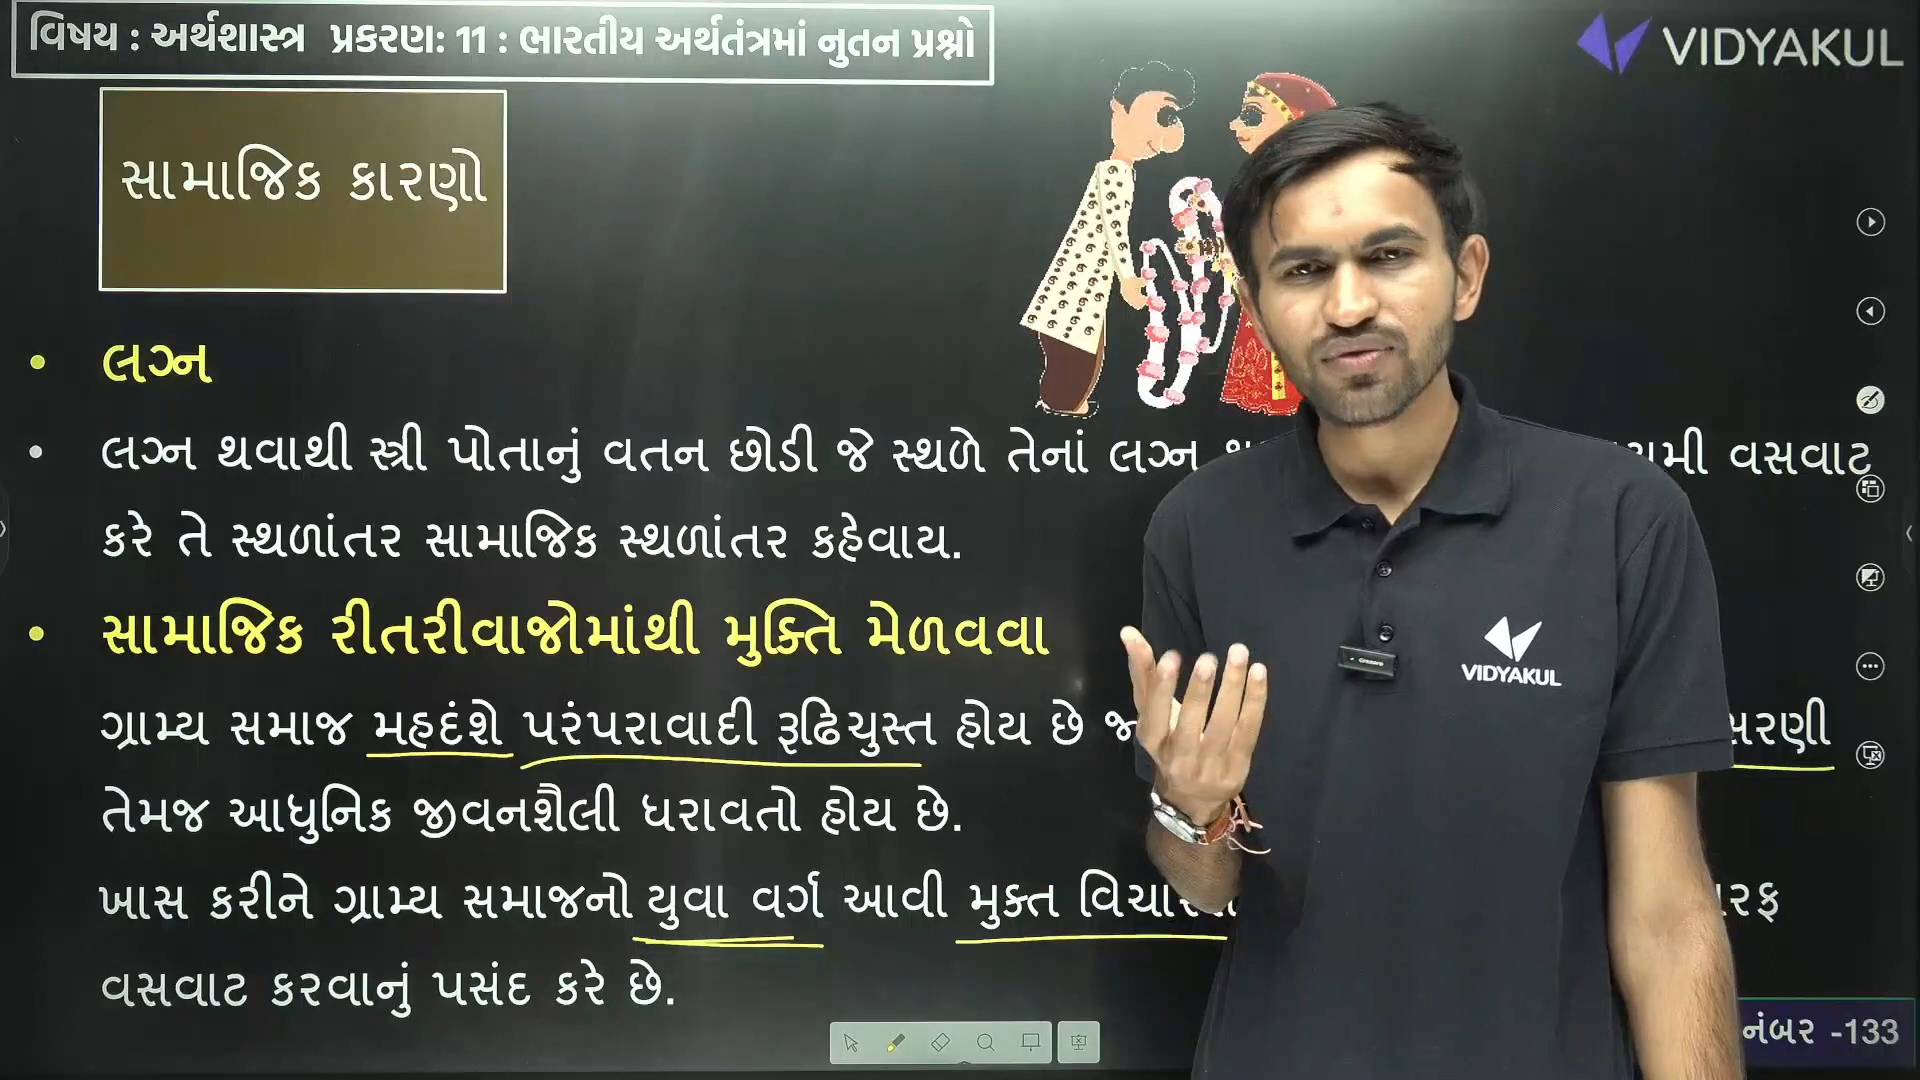 વિષય : અર્થશાસ્ત્ર પ્રકરણ: 11 : ભારતીય અર્થતંત્રમાં નુતન પ્રશ્નો
VIDYAKUL
સામાજિક કારણો
લગ્ન
લગ્ન થવાથી સ્ત્રી પોતાનું વતન છોડી જે સ્થળે તેનાં લગ્ન વસવાટ
કરે તે સ્થળાંતર સામાજિક સ્થળાંતર કહેવાય.
સામાજિક રીતરીવાજોમાંથી મુક્તિ મેળવવા
ગ્રામ્ય સમાજ મહદંશે પરંપરાવાદી રૂઢિચુસ્ત હોય છે
તેમજ આધુનિક જીવનશૈલી ધરાવતો હોય છે.
ખાસ કરીને ગ્રામ્ય સમાજનો યુવા વર્ગ આવી મુક્ત
વસવાટ કરવાનું પસંદ કરે છે.
VIDYAKUL
નંબર -133